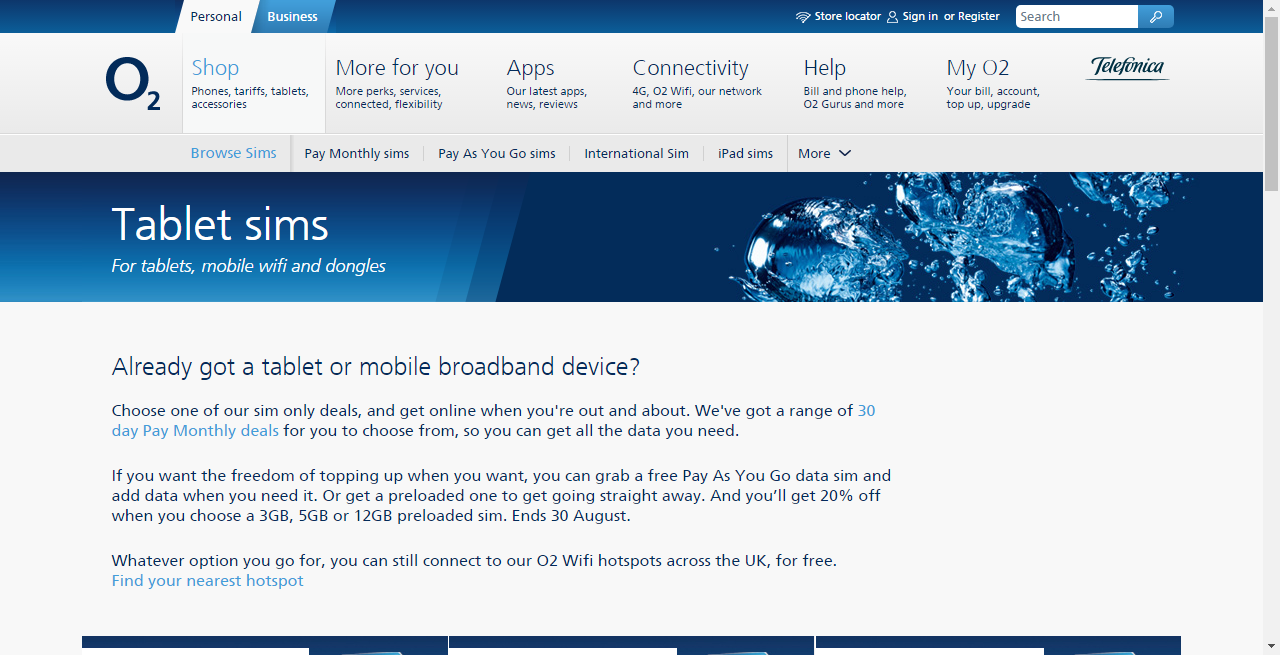 Personal
Business
Store locator
Sign in or Register
Search
O2
Shop
Phones, tariffs, tablets,
accessories
More for you
More perks, services,
connected, flexibility
Apps
Our latest apps,
news, reviews
Connectivity
4G, O2 Wifi, our network
and more
Help
Bill and phone help,
O2 Gurus and more
My O2
Your bill, account,
top up, upgrade
Telefónica
Browse Sims
Pay Monthly sims
Pay As You Go sims
International Sim
iPad sims
More
Tablet sims
For tablets, mobile wifi and dongles
Already got a tablet or mobile broadband device?
Choose one of our sim only deals, and get online when you're out and about. We've got a range of 30
day Pay Monthly deals for you to choose from, so you can get all the data you need.
If you want the freedom of topping up when you want, you can grab a free Pay As You Go data sim and
add data when you need it. Or get a preloaded one to get going straight away. And you’ll get 20% off
when you choose a 3GB, 5GB or 12GB preloaded sim. Ends 30 August.
Whatever option you go for, you can still connect to our O2 Wifi hotspots across the UK, for free.
Find your nearest hotspot